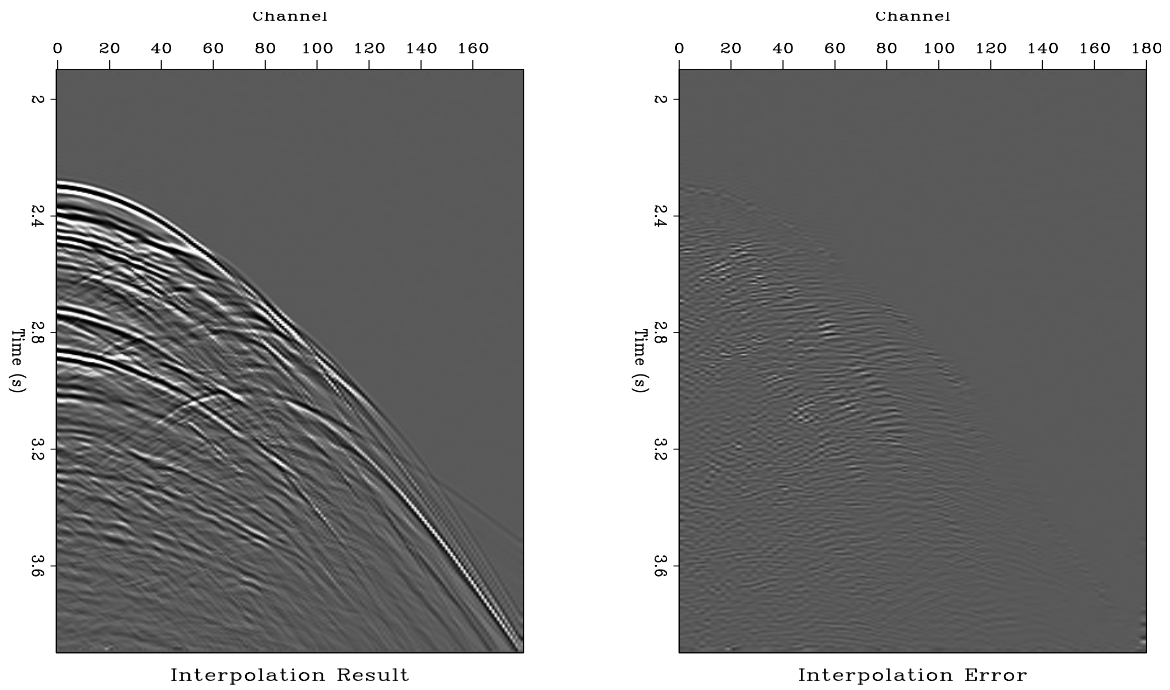 Channel
0 20 40 60 80 100 120 140 160
2
2.4
2.8
3.2
3.6
Time (s)
Interpolation Result
Channel
0 20 40 60 80 100 120 140 160 180
2
2.4
2.8
3.2
3.6
Time (s)
Interpolation Error